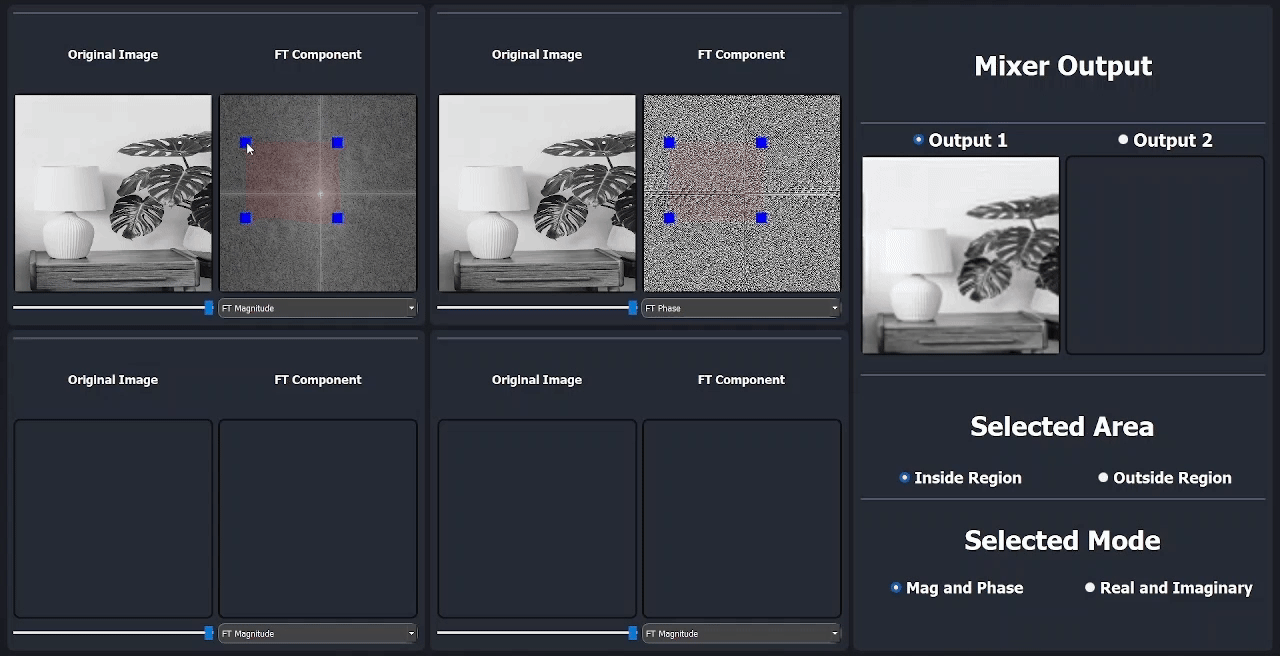 Original Image
FT Component
FT Magnitude
Original Image
FT Component
FT Phase
Original Image
FT Component
FT Magnitude
Original Image
FT Component
FT Magnitude
Mixer Output
Output 1
Output 2
Selected Area
Inside Region
Outside Region
Selected Mode
Mag and Phase
Real and Imaginary